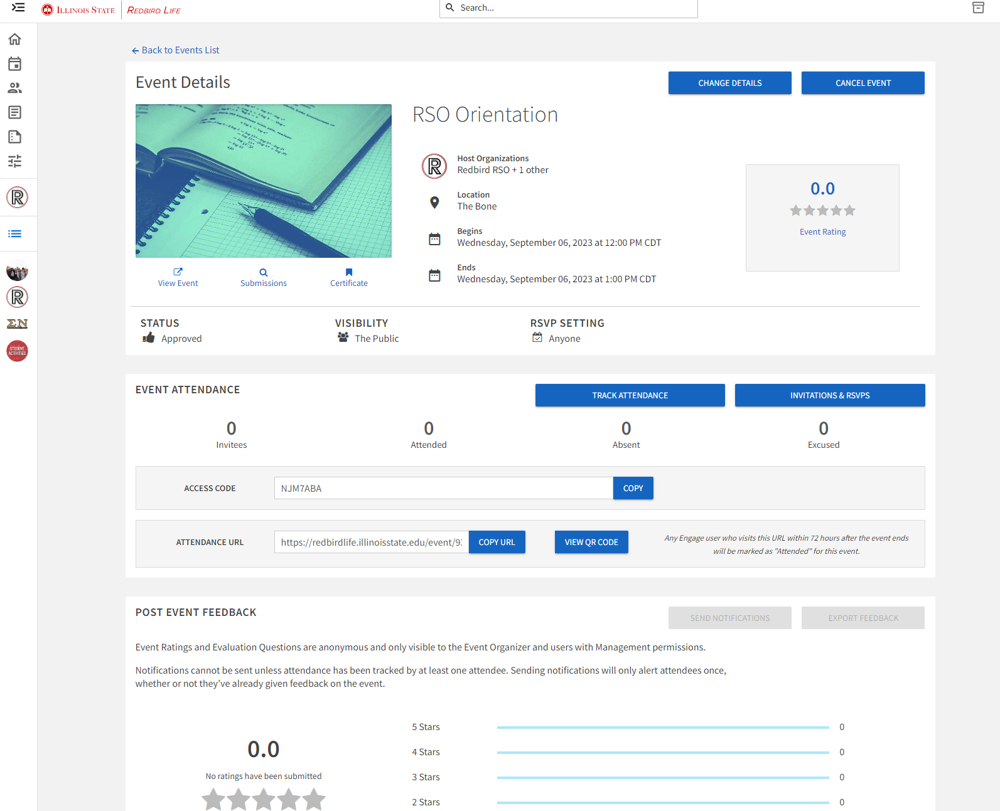 ILLINOIS STATE
REDBIRD LIFE
Search...
Back to Events List
Event Details
CHANGE DETAILS
CANCEL EVENT
RSO Orientation
R
Host Organizations
Redbird RSO + 1 other
Location
The Bone
Begins
Wednesday, September 06, 2023 at 12:00 PM CDT
Ends
Wednesday, September 06, 2023 at 1:00 PM CDT
0.0
Event Rating
View Event
Submissions
Certificate
STATUS
Approved
VISIBILITY
The Public
RSVP SETTING
Anyone
R
R
ΣΝ
STUDENT
ACTIVITIES
EVENT ATTENDANCE
TRACK ATTENDANCE
INVITATIONS & RSVPS
0
Invitees
0
Attended
0
Absent
0
Excused
ACCESS CODE
NJM7ABA
COPY
ATTENDANCE URL
https://redbirdlife.illinoisstate.edu/event/9
COPY URL
VIEW QR CODE
Any Engage user who visits this URL within 72 hours after the event ends
will be marked as "Attended" for this event.
POST EVENT FEEDBACK
SEND NOTIFICATIONS
EXPORT FEEDBACK
Event Ratings and Evaluation Questions are anonymous and only visible to the Event Organizer and users with Management permissions.
Notifications cannot be sent unless attendance has been tracked by at least one attendee. Sending notifications will only alert attendees once,
whether or not they've already given feedback on the event.
0.0
No ratings have been submitted
5 Stars 0
4 Stars 0
3 Stars 0
2 Stars 0